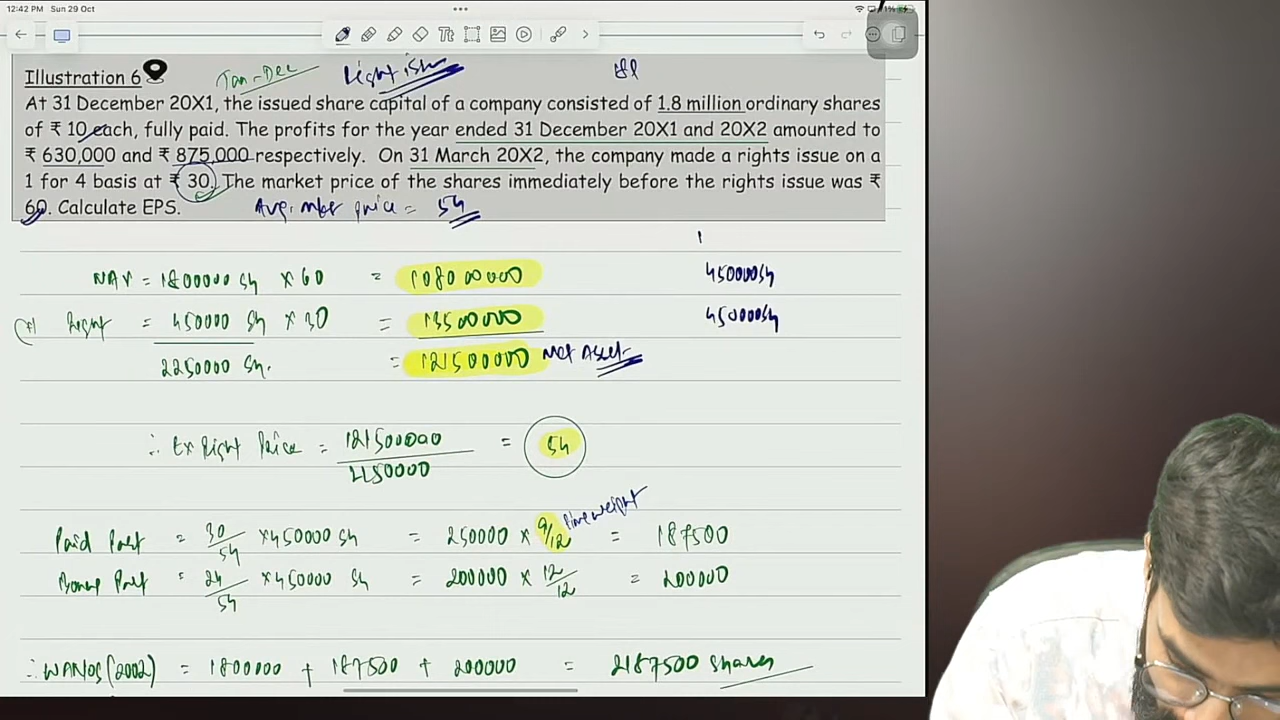 12:42 PM Sun 29 Oct
1%
Illustration 6 Jan-Dec Right issue
At 31 December 20X1, the issued share capital of a company consisted of 1.8 million ordinary shares
of ₹ 10 each, fully paid. The profits for the year ended 31 December 20X1 and 20X2 amounted to
₹ 630,000 and ₹ 875,000 respectively. On 31 March 20X2, the company made a rights issue on a
1 for 4 basis at ₹ 30. The market price of the shares immediately before the rights issue was ₹
60. Calculate EPS. Avg. mkt price = 54
NAV = 1800000 sh × 60 = 108000000 45000sh
(+) Right = 450000 sh × 30 = 13500000 45000sh
2250000 sh. = 121500000 Net Asset
∴ Ex Right Price = 121500000 / 2250000 = 54
Paid Part = 30/54 × 450000 sh = 250000 × 9/12 time weight = 187500
Bonus Part = 24/54 × 450000 sh = 200000 × 12/12 = 200000
∴ WANOS (2002) = 1800000 + 187500 + 200000 = 2187500 shares